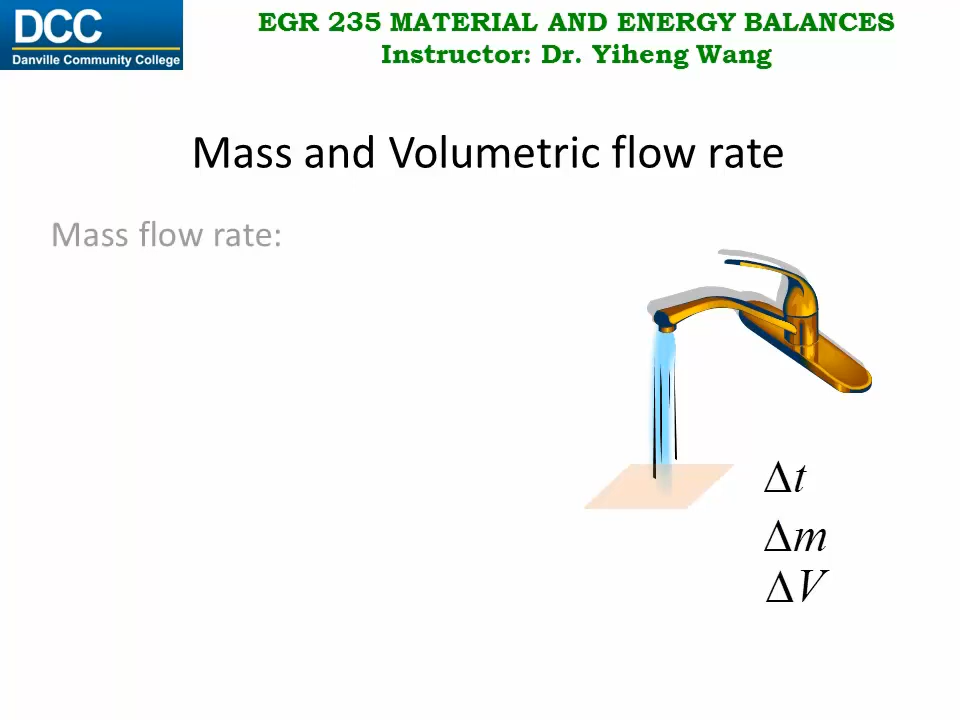 DCC
Danville Community College
EGR 235 MATERIAL AND ENERGY BALANCES
Instructor: Dr. Yiheng Wang
Mass and Volumetric flow rate
Mass flow rate:
Δt
Δm
ΔV